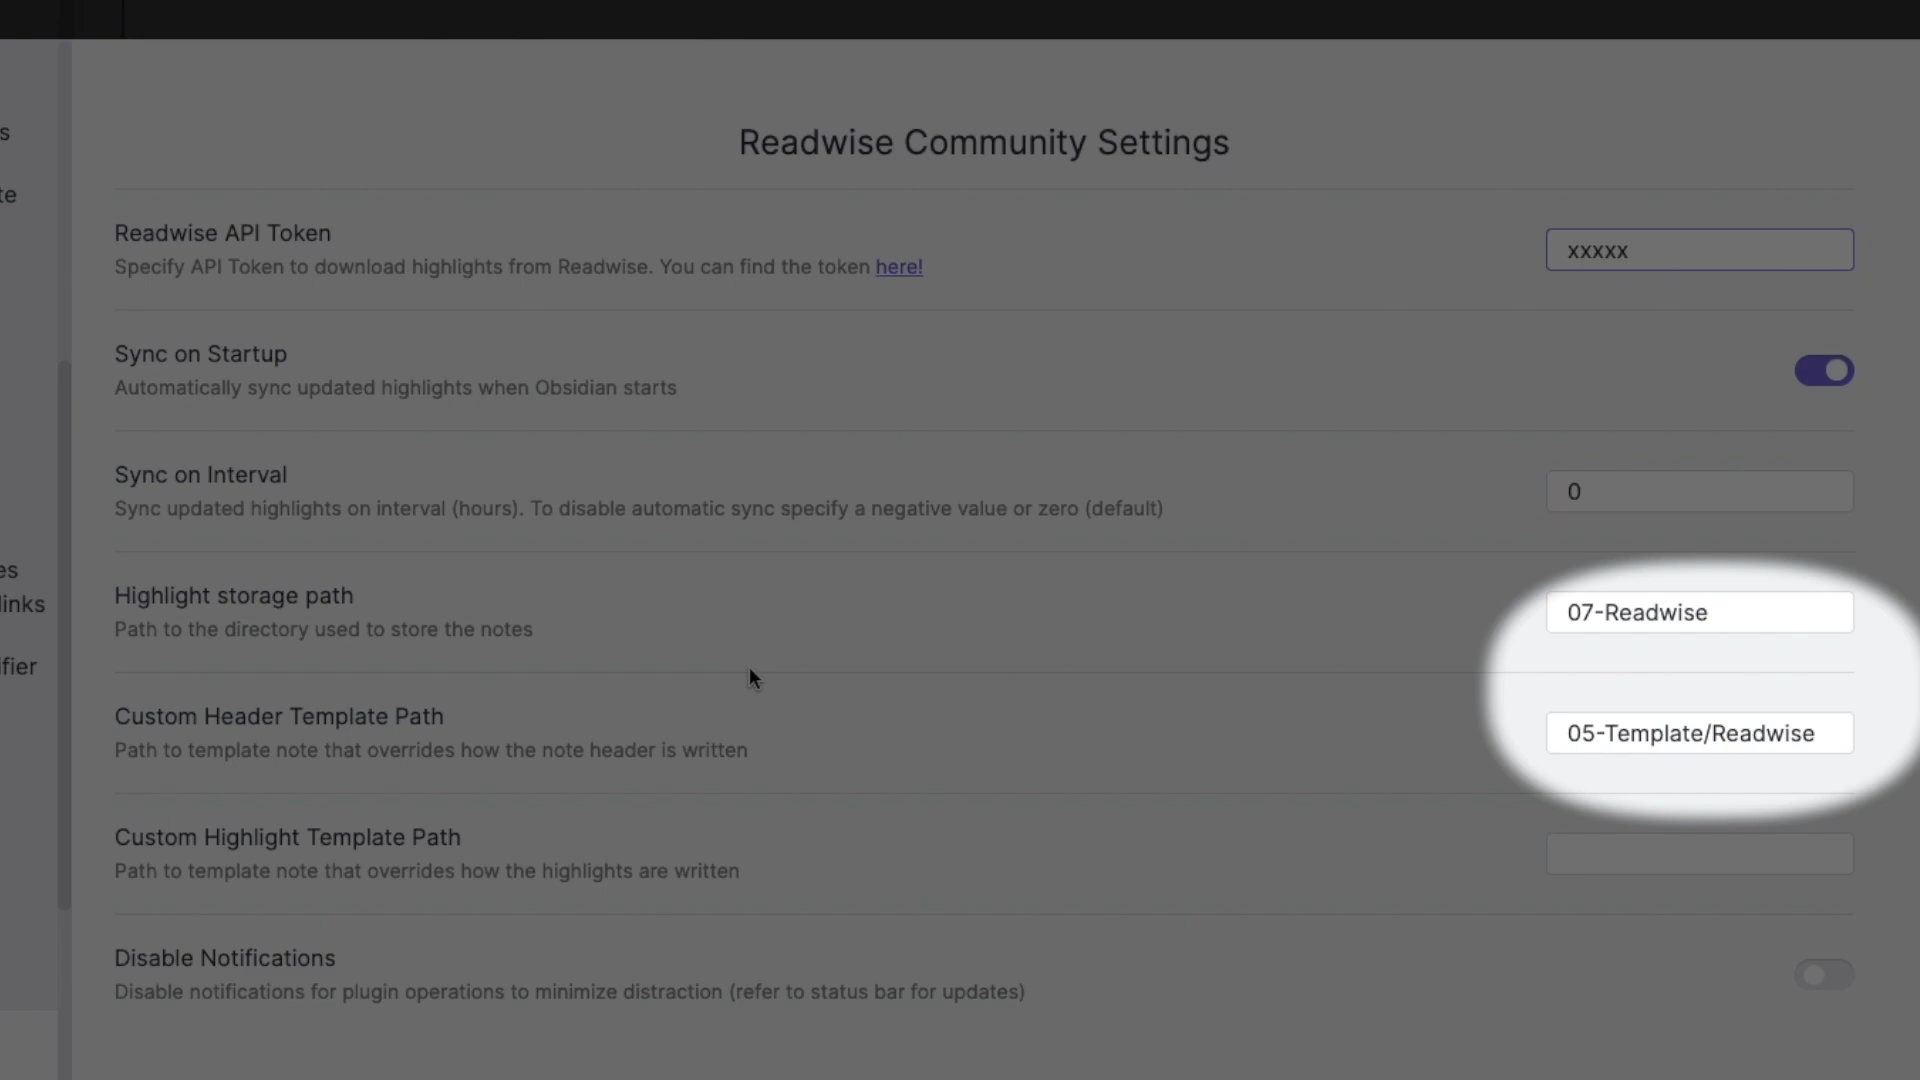 Readwise Community Settings
Readwise API Token
Specify API Token to download highlights from Readwise. You can find the token here!
xxxxx
Sync on Startup
Automatically sync updated highlights when Obsidian starts
Sync on Interval
Sync updated highlights on interval (hours). To disable automatic sync specify a negative value or zero (default)
0
Highlight storage path
Path to the directory used to store the notes
07-Readwise
Custom Header Template Path
Path to template note that overrides how the note header is written
05-Template/Readwise
Custom Highlight Template Path
Path to template note that overrides how the highlights are written
Disable Notifications
Disable notifications for plugin operations to minimize distraction (refer to status bar for updates)